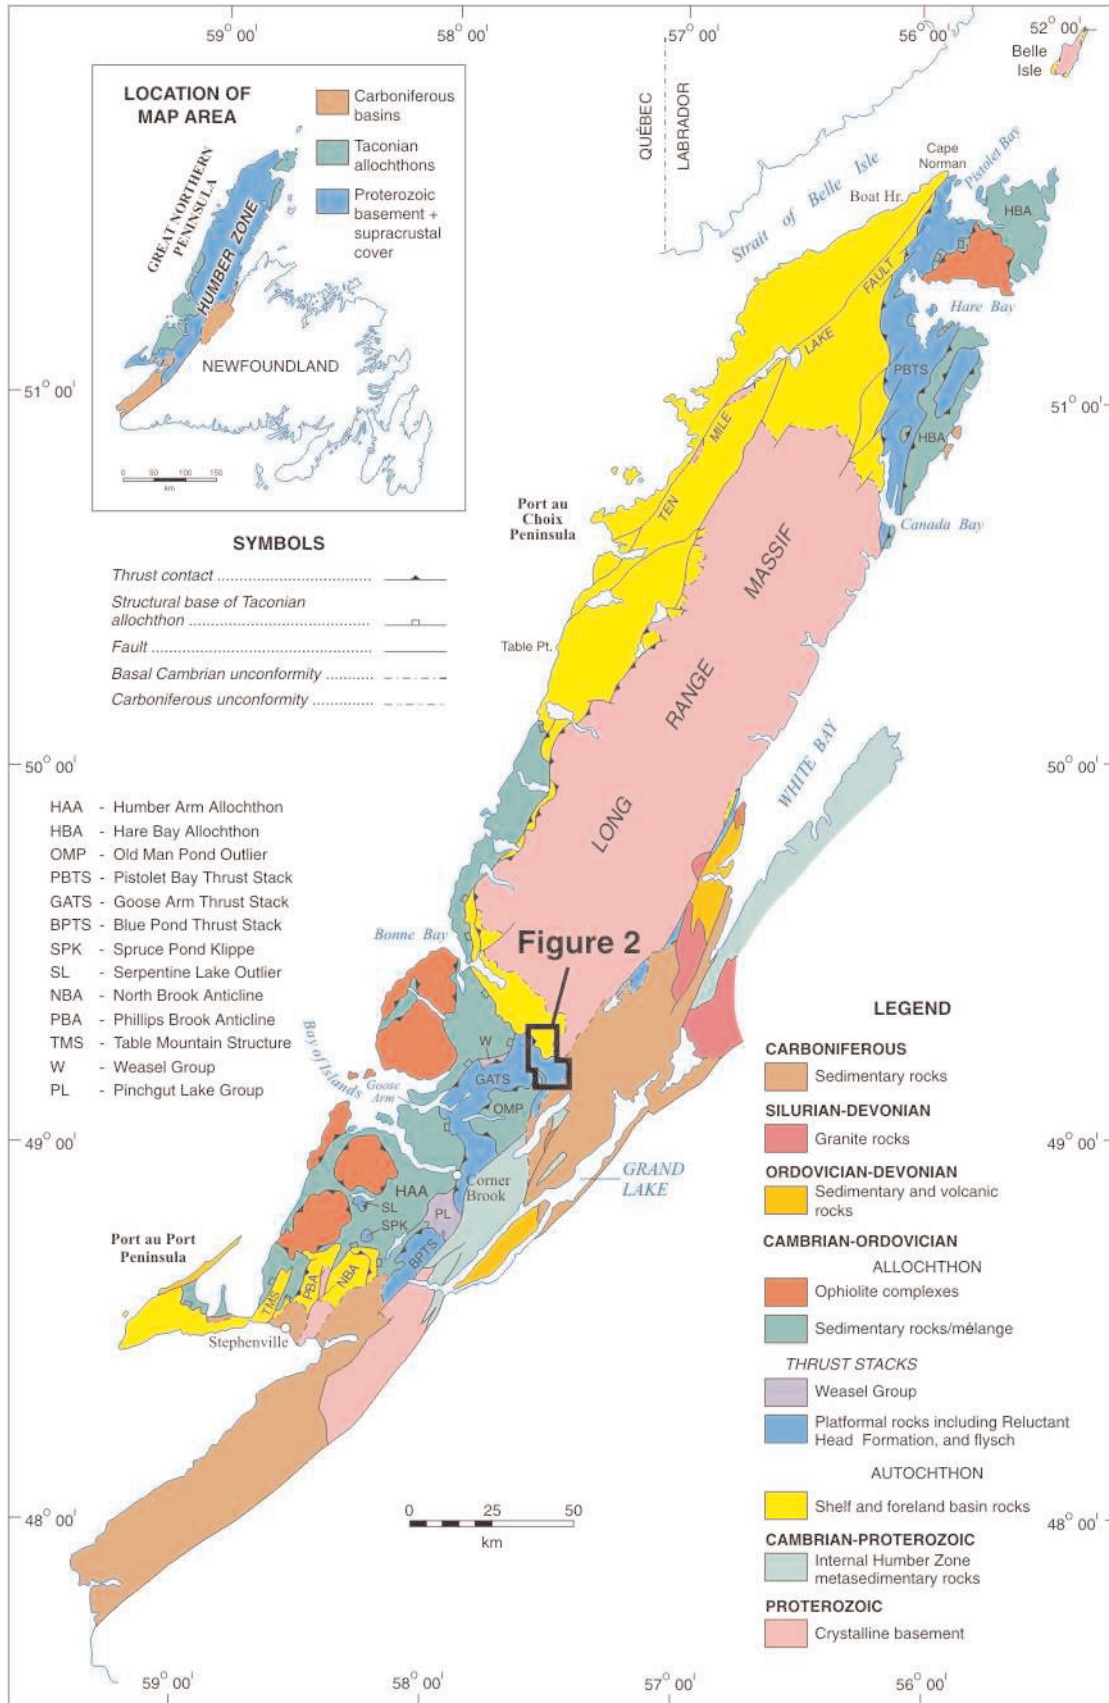 59° 00'
58° 00'
57° 00'
56° 00'
52° 00'
Belle
Isle
LOCATION OF
MAP AREA
Carboniferous
basins
Taconian
allochthons
Proterozoic
basement +
supracrustal
cover
GREAT NORTHERN
PENINSULA
HUMBER ZONE
NEWFOUNDLAND
0 50 100 150
km
QUÉBEC
LABRADOR
Strait of Belle Isle
Cape
Norman
Pistolet Bay
Boat Hr.
HBA
Hare Bay
TEN MILE LAKE FAULT
PBTS
HBA
51° 00'
51° 00'
Port au
Choix
Peninsula
Canada Bay
SYMBOLS
Thrust contact
Structural base of Taconian
allochthon
Fault
Basal Cambrian unconformity
Carboniferous unconformity
Table Pt.
LONG RANGE MASSIF
WHITE BAY
50° 00'
50° 00'
HAA - Humber Arm Allochthon
HBA - Hare Bay Allochthon
OMP - Old Man Pond Outlier
PBTS - Pistolet Bay Thrust Stack
GATS - Goose Arm Thrust Stack
BPTS - Blue Pond Thrust Stack
SPK - Spruce Pond Klippe
SL - Serpentine Lake Outlier
NBA - North Brook Anticline
PBA - Phillips Brook Anticline
TMS - Table Mountain Structure
W - Weasel Group
PL - Pinchgut Lake Group
Bonne Bay
Figure 2
Bay of Islands
Goose
Arm
W
GATS
OMP
49° 00'
49° 00'
GRAND
LAKE
HAA
Corner
Brook
SL
SPK
PL
BPTS
Port au Port
Peninsula
TMS
PBA
NBA
Stephenville
LEGEND
CARBONIFEROUS
Sedimentary rocks
SILURIAN-DEVONIAN
Granite rocks
ORDOVICIAN-DEVONIAN
Sedimentary and volcanic
rocks
CAMBRIAN-ORDOVICIAN
ALLOCHTHON
Ophiolite complexes
Sedimentary rocks/mèlange
THRUST STACKS
Weasel Group
Platformal rocks including Reluctant
Head Formation, and flysch
AUTOCHTHON
Shelf and foreland basin rocks
CAMBRIAN-PROTEROZOIC
Internal Humber Zone
metasedimentary rocks
PROTEROZOIC
Crystalline basement
0 25 50
km
48° 00'
48° 00'
59° 00'
58° 00'
57° 00'
56° 00'